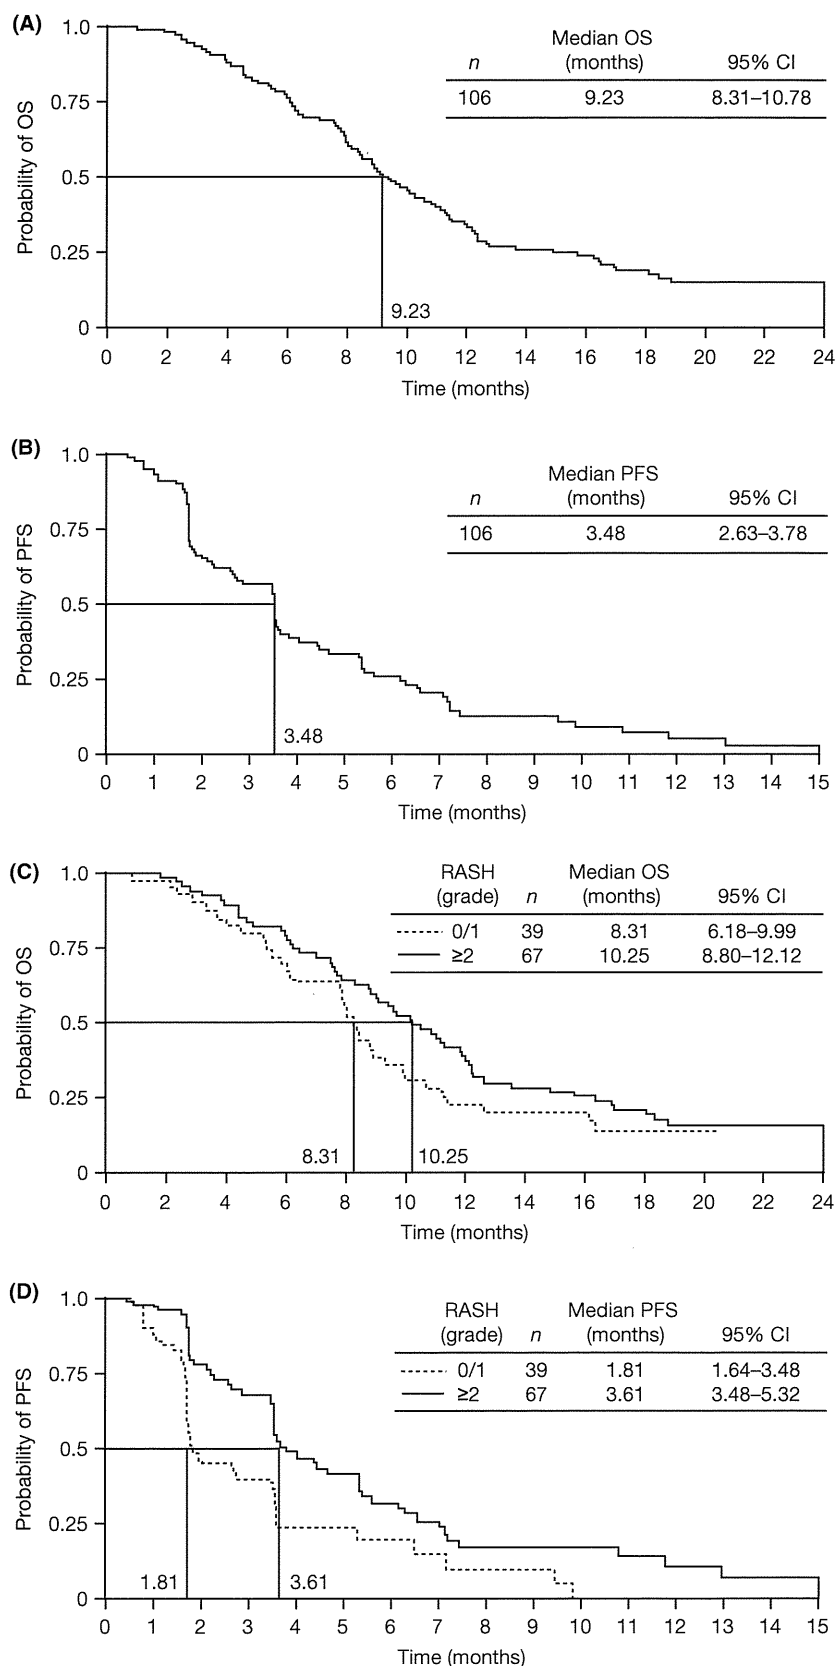 (A)
Median OS
n (months) 95% CI
106 9.23 8.31–10.78
Probability of OS
1.0
0.75
0.5
0.25
0
9.23
0 2 4 6 8 10 12 14 16 18 20 22 24
Time (months)
(B)
Median PFS
n (months) 95% CI
106 3.48 2.63–3.78
Probability of PFS
1.0
0.75
0.5
0.25
0
3.48
0 1 2 3 4 5 6 7 8 9 10 11 12 13 14 15
Time (months)
(C)
RASH Median OS
(grade) n (months) 95% CI
0/1 39 8.31 6.18–9.99
≥2 67 10.25 8.80–12.12
Probability of OS
1.0
0.75
0.5
0.25
0
8.31 10.25
0 2 4 6 8 10 12 14 16 18 20 22 24
Time (months)
(D)
RASH Median PFS
(grade) n (months) 95% CI
0/1 39 1.81 1.64–3.48
≥2 67 3.61 3.48–5.32
Probability of PFS
1.0
0.75
0.5
0.25
0
1.81 3.61
0 1 2 3 4 5 6 7 8 9 10 11 12 13 14 15
Time (months)